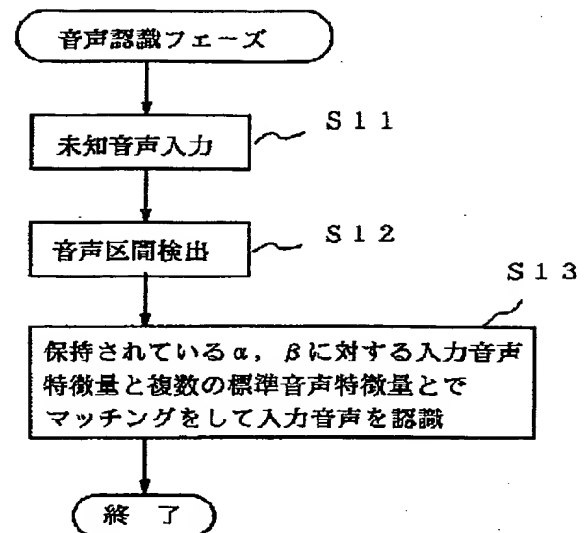 音声認識フェーズ
S11
未知音声入力
S12
音声区間検出
S13
保持されているα，βに対する入力音声
特徴量と複数の標準音声特徴量とで
マッチングをして入力音声を認識
終 了